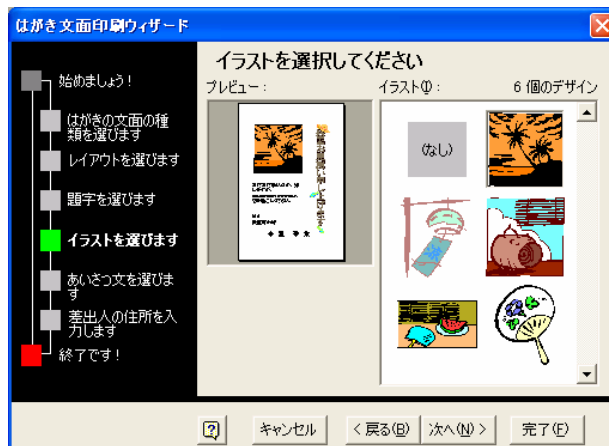 はがき文面印刷ウィザード
始めましょう!
はがきの文面の種
類を選びます
レイアウトを選びます
題字を選びます
イラストを選びます
あいさつ文を選びま
す
差出人の住所を入
力します
終了です!
イラストを選択してください
プレビュー:
イラスト(I):
6 個のデザイン
(なし)
キャンセル
< 戻る(B)
次へ(N) >
完了(F)